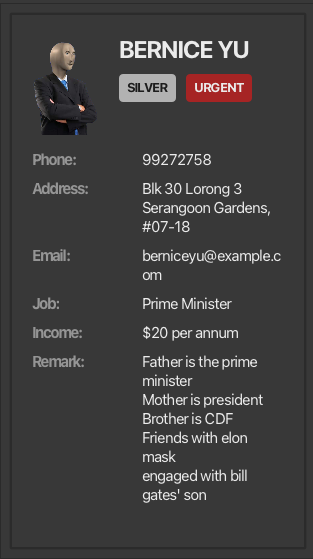 BERNICE YU
SILVER URGENT
Phone: 99272758
Address: Blk 30 Lorong 3
Serangoon Gardens,
#07-18
Email: berniceyu@example.c
om
Job: Prime Minister
Income: $20 per annum
Remark: Father is the prime
minister
Mother is president
Brother is CDF
Friends with elon
mask
engaged with bill
gates' son